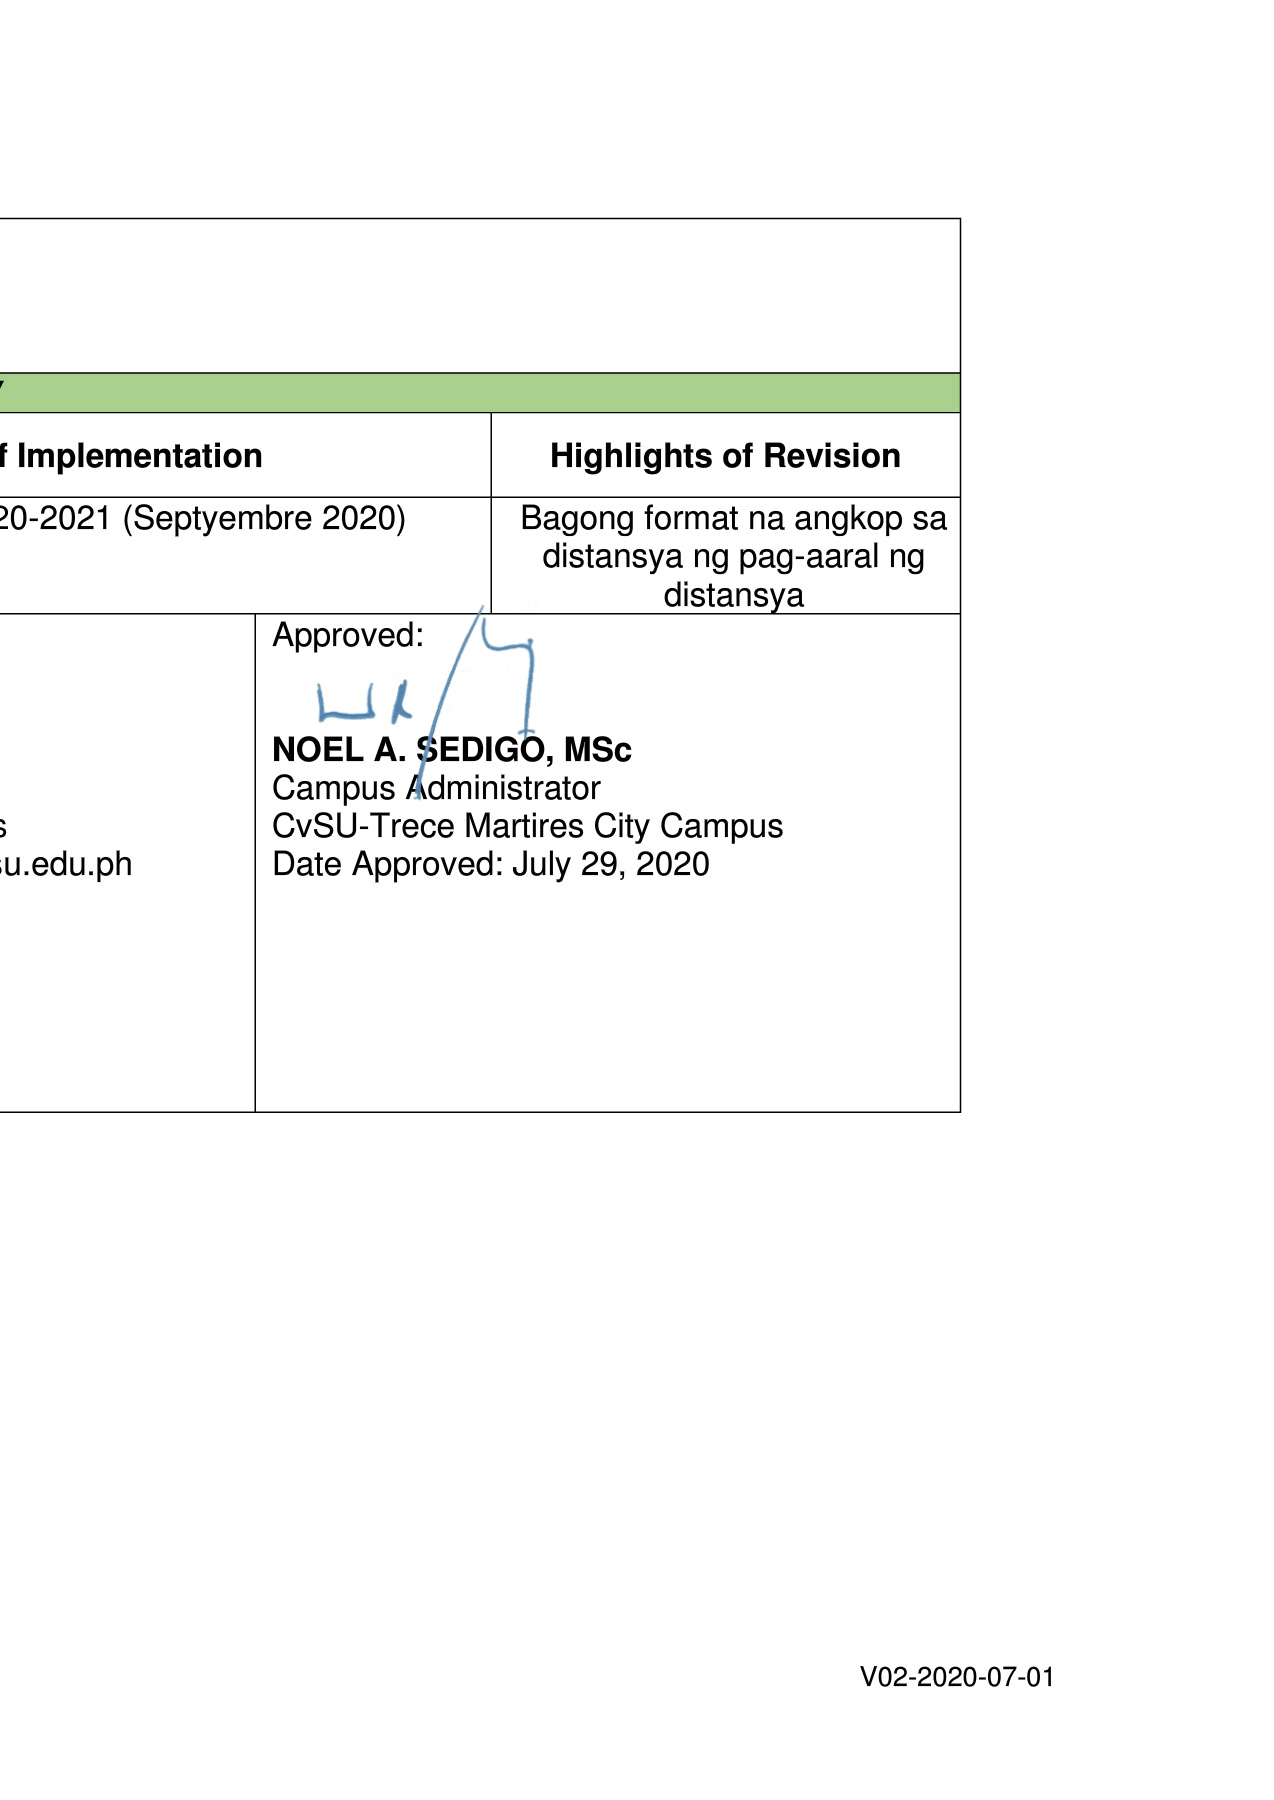 f Implementation
Highlights of Revision
20-2021 (Septyembre 2020)
Bagong format na angkop sa
distansya ng pag-aaral ng
distansya
s
su.edu.ph
Approved:
NOEL A. SEDIGO, MSc
Campus Administrator
CvSU-Trece Martires City Campus
Date Approved: July 29, 2020
V02-2020-07-01